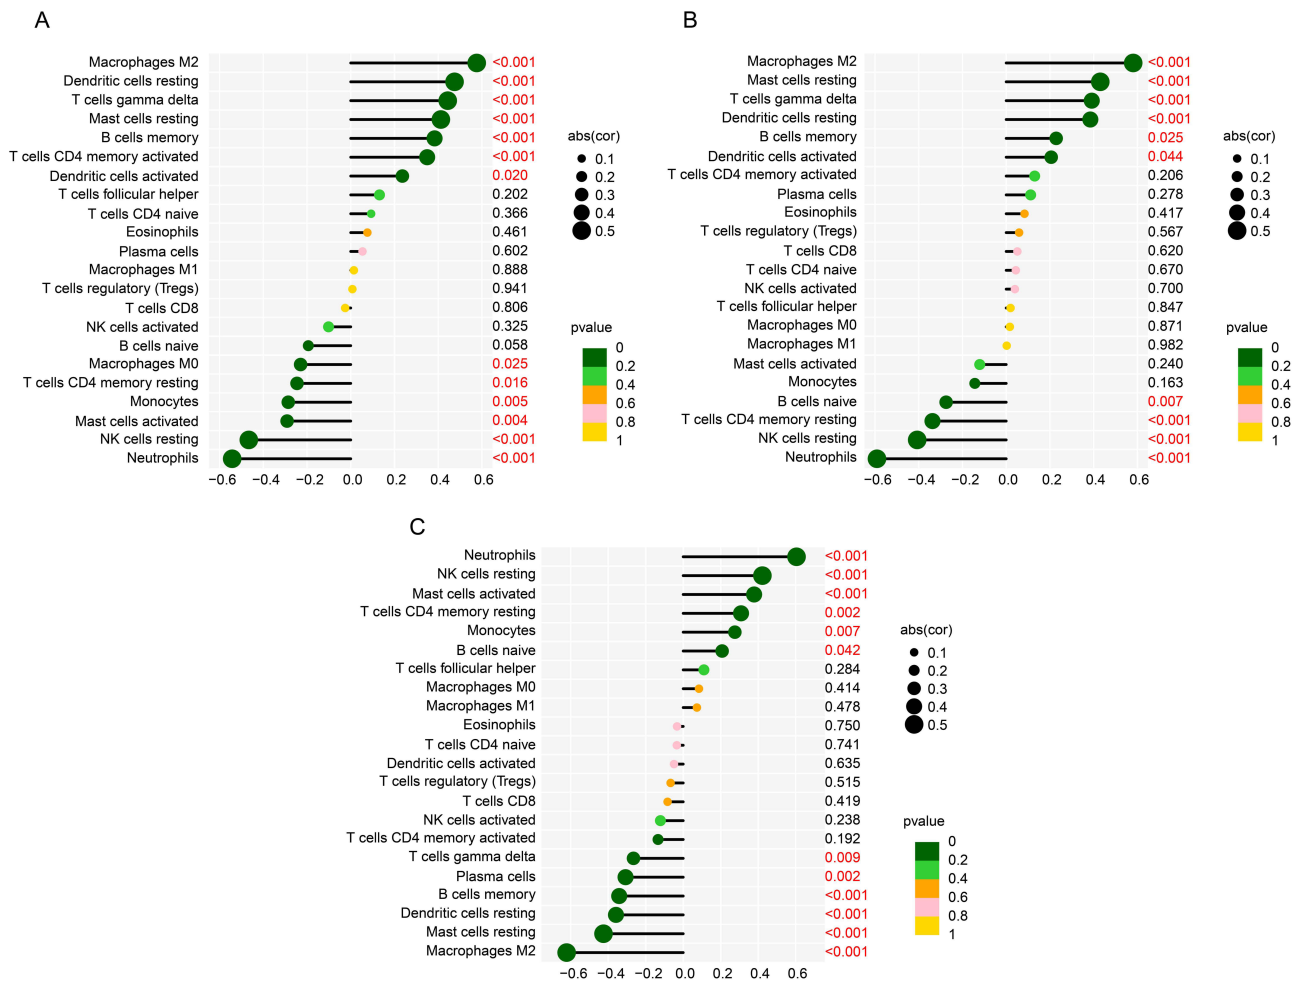 A
Macrophages M2 <0.001
Dendritic cells resting <0.001
T cells gamma delta <0.001
Mast cells resting <0.001
B cells memory <0.001
T cells CD4 memory activated <0.001
Dendritic cells activated 0.020
T cells follicular helper 0.202
T cells CD4 naive 0.366
Eosinophils 0.461
Plasma cells 0.602
Macrophages M1 0.888
T cells regulatory (Tregs) 0.941
T cells CD8 0.806
NK cells activated 0.325
B cells naive 0.058
Macrophages M0 0.025
T cells CD4 memory resting 0.016
Monocytes 0.005
Mast cells activated 0.004
NK cells resting <0.001
Neutrophils <0.001
−0.6 −0.4 −0.2 0.0 0.2 0.4 0.6
abs(cor)
0.1
0.2
0.3
0.4
0.5
pvalue
0
0.2
0.4
0.6
0.8
1
B
Macrophages M2 <0.001
Mast cells resting <0.001
T cells gamma delta <0.001
Dendritic cells resting <0.001
B cells memory 0.025
Dendritic cells activated 0.044
T cells CD4 memory activated 0.206
Plasma cells 0.278
Eosinophils 0.417
T cells regulatory (Tregs) 0.567
T cells CD8 0.620
T cells CD4 naive 0.670
NK cells activated 0.700
T cells follicular helper 0.847
Macrophages M0 0.871
Macrophages M1 0.982
Mast cells activated 0.240
Monocytes 0.163
B cells naive 0.007
T cells CD4 memory resting <0.001
NK cells resting <0.001
Neutrophils <0.001
−0.6 −0.4 −0.2 0.0 0.2 0.4 0.6
abs(cor)
0.1
0.2
0.3
0.4
0.5
pvalue
0
0.2
0.4
0.6
0.8
1
C
Neutrophils <0.001
NK cells resting <0.001
Mast cells activated <0.001
T cells CD4 memory resting 0.002
Monocytes 0.007
B cells naive 0.042
T cells follicular helper 0.284
Macrophages M0 0.414
Macrophages M1 0.478
Eosinophils 0.750
T cells CD4 naive 0.741
Dendritic cells activated 0.635
T cells regulatory (Tregs) 0.515
T cells CD8 0.419
NK cells activated 0.238
T cells CD4 memory activated 0.192
T cells gamma delta 0.009
Plasma cells 0.002
B cells memory <0.001
Dendritic cells resting <0.001
Mast cells resting <0.001
Macrophages M2 <0.001
−0.6 −0.4 −0.2 0.0 0.2 0.4 0.6
abs(cor)
0.1
0.2
0.3
0.4
0.5
pvalue
0
0.2
0.4
0.6
0.8
1